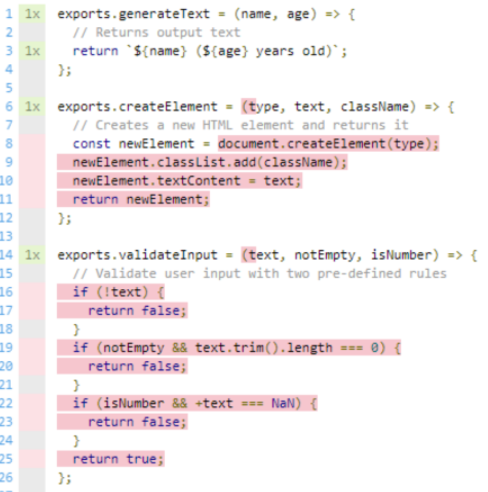 1 1x exports.generateText = (name, age) => {
2 // Returns output text
3 1x return `${name} (${age} years old)`;
4 };
5
6 1x exports.createElement = (type, text, className) => {
7 // Creates a new HTML element and returns it
8 const newElement = document.createElement(type);
9 newElement.classList.add(className);
10 newElement.textContent = text;
11 return newElement;
12 };
13
14 1x exports.validateInput = (text, notEmpty, isNumber) => {
15 // Validate user input with two pre-defined rules
16 if (!text) {
17 return false;
18 }
19 if (notEmpty && text.trim().length === 0) {
20 return false;
21 }
22 if (isNumber && +text === NaN) {
23 return false;
24 }
25 return true;
26 };